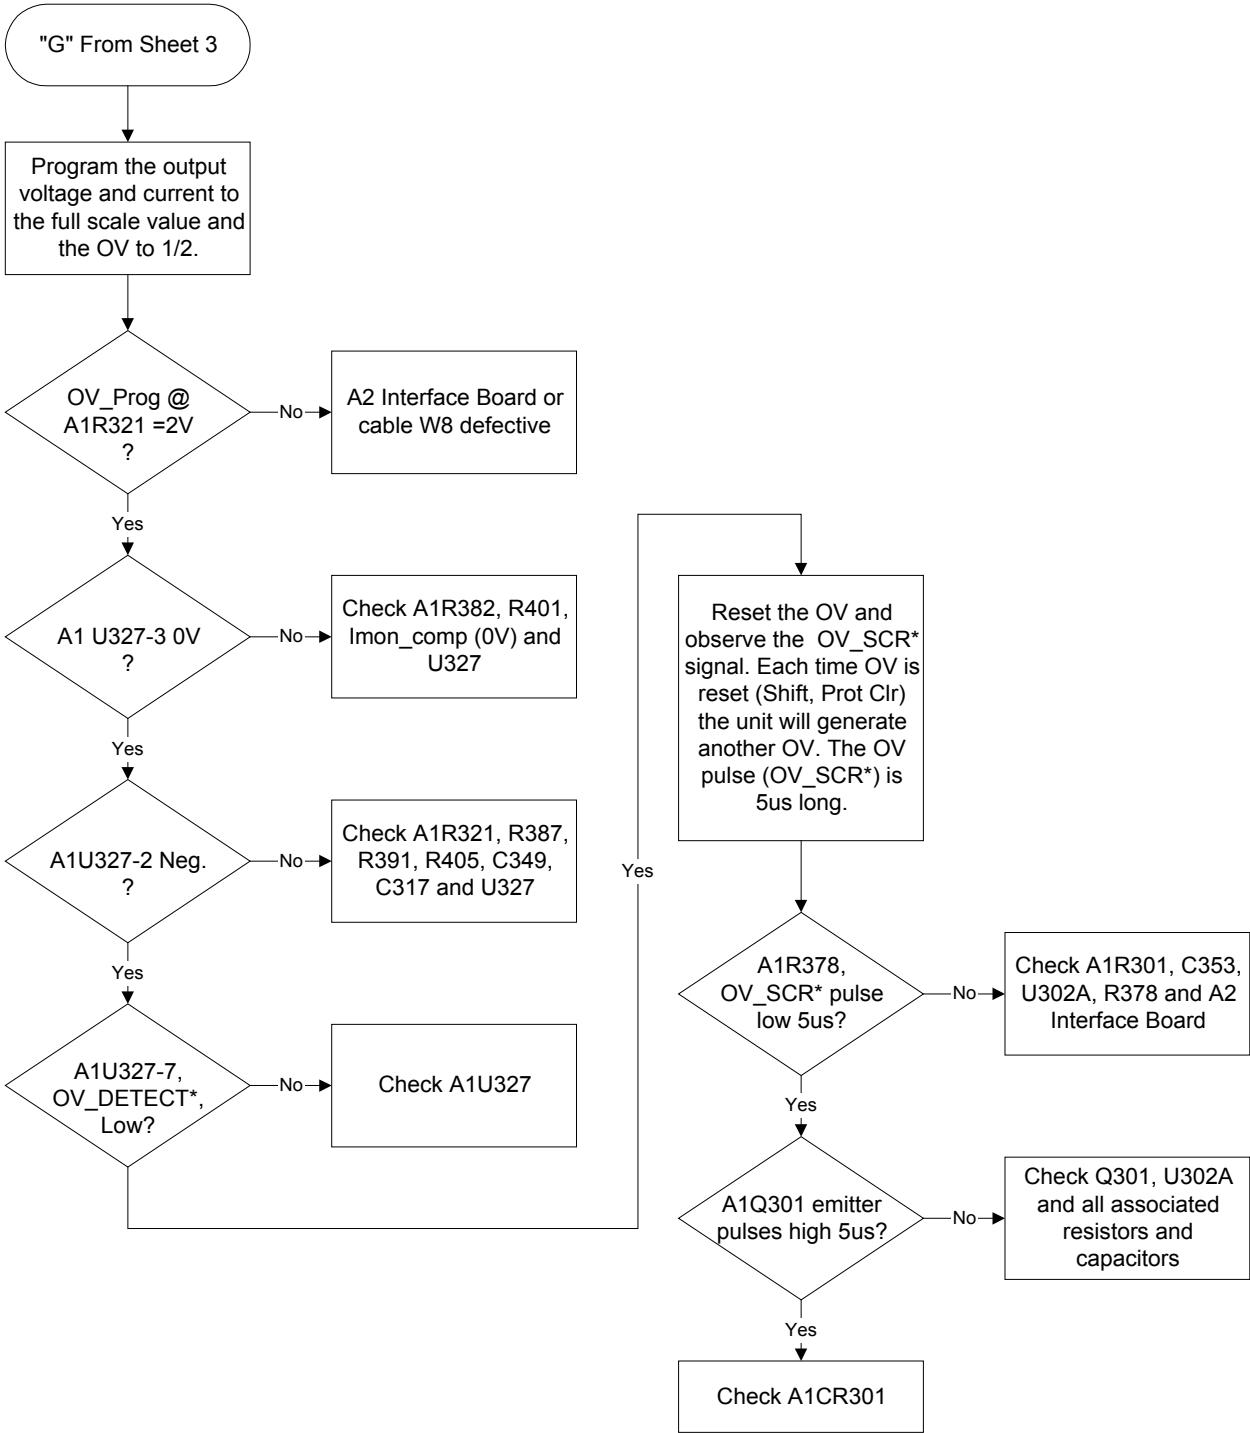 "G" From Sheet 3
Program the output
voltage and current to
the full scale value and
the OV to 1/2.
OV_Prog @
A1R321 =2V
?
No
A2 Interface Board or
cable W8 defective
Yes
A1 U327-3 0V
?
No
Check A1R382, R401,
Imon_comp (0V) and
U327
Yes
A1U327-2 Neg.
?
No
Check A1R321, R387,
R391, R405, C349,
C317 and U327
Yes
A1U327-7,
OV_DETECT*,
Low?
No
Check A1U327
Yes
Reset the OV and
observe the OV_SCR*
signal. Each time OV is
reset (Shift, Prot Clr)
the unit will generate
another OV. The OV
pulse (OV_SCR*) is
5us long.
A1R378,
OV_SCR* pulse
low 5us?
No
Check A1R301, C353,
U302A, R378 and A2
Interface Board
Yes
A1Q301 emitter
pulses high 5us?
No
Check Q301, U302A
and all associated
resistors and
capacitors
Yes
Check A1CR301